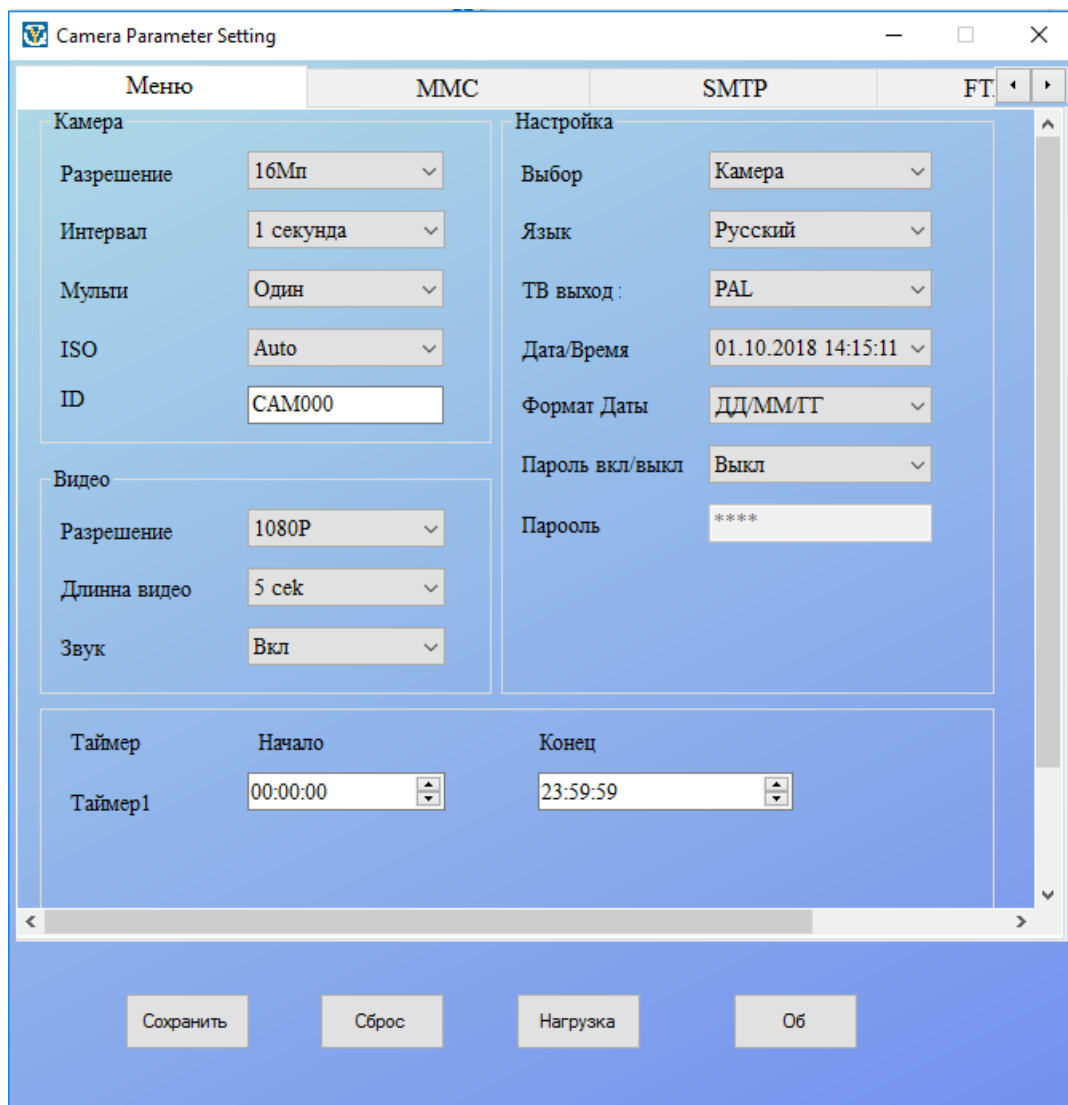 Camera Parameter Setting
Меню MMC SMTP FT
Камера
Разрешение 16Мп
Интервал 1 секунда
Мульти Один
ISO Auto
ID CAM000
Видео
Разрешение 1080P
Длинна видео 5 cek
Звук Вкл
Настройка
Выбор Камера
Язык Русский
ТВ выход : PAL
Дата/Время 01.10.2018 14:15:11
Формат Даты ДД/ММ/ГГ
Пароль вкл/выкл Выкл
Парооль ****
Таймер Начало Конец
Таймер1 00:00:00 23:59:59
Сохранить Сброс Нагрузка Об